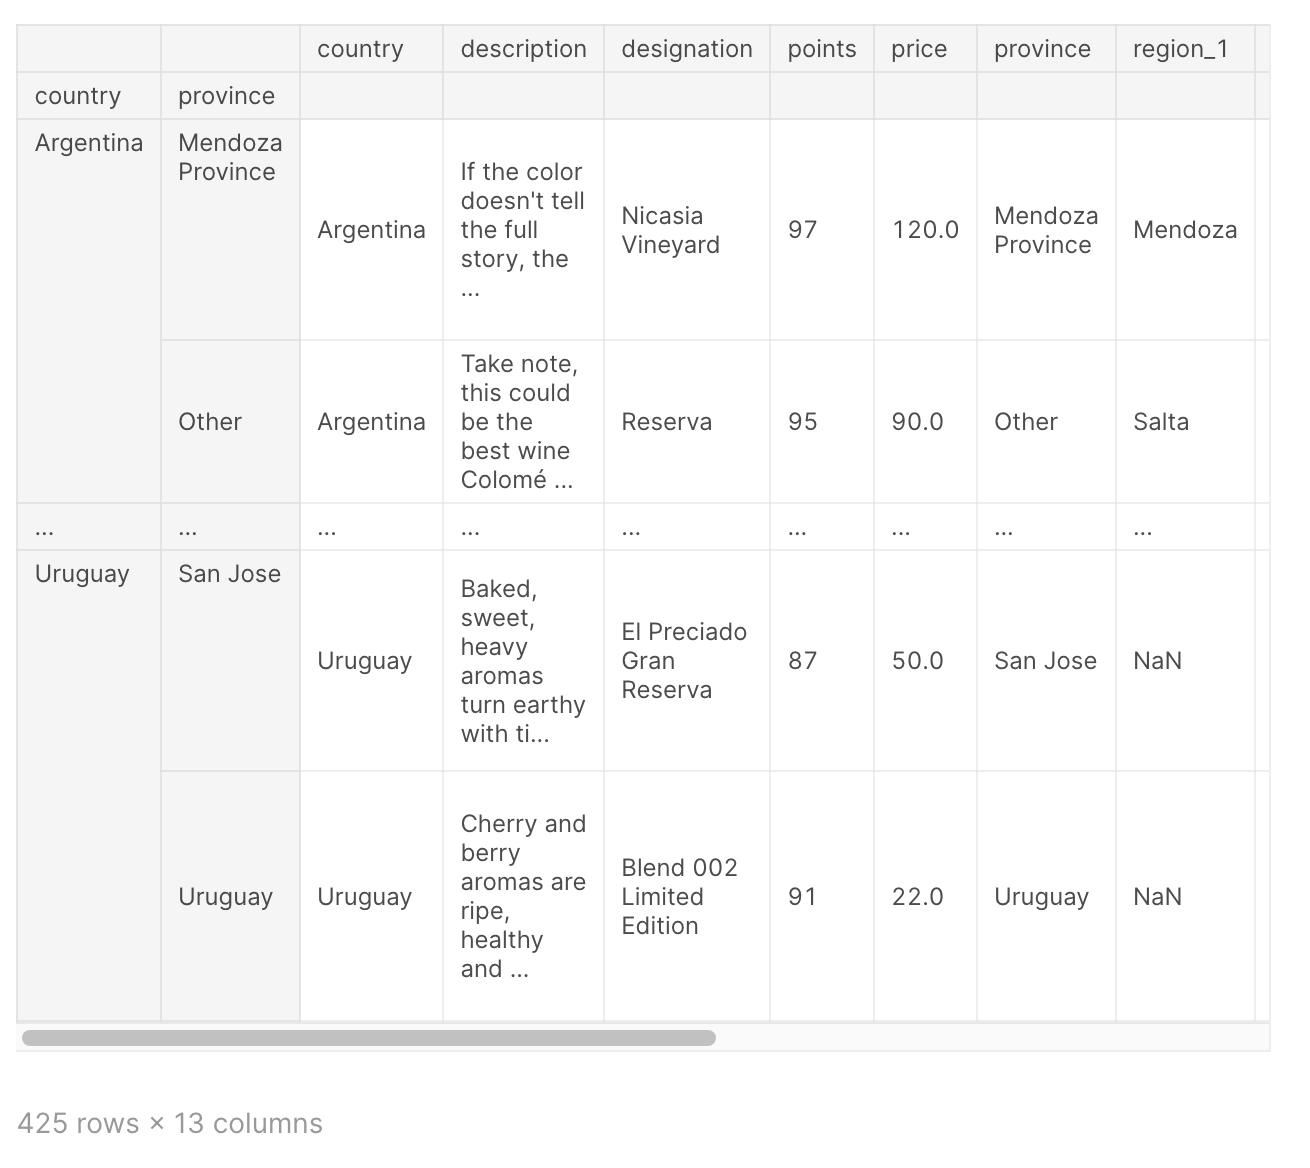 country description designation points price province region_1
country province
Argentina Mendoza Province Argentina If the color doesn't tell the full story, the ... Nicasia Vineyard 97 120.0 Mendoza Province Mendoza
Other Argentina Take note, this could be the best wine Colomé ... Reserva 95 90.0 Other Salta
... ... ... ... ... ... ... ... ...
Uruguay San Jose Uruguay Baked, sweet, heavy aromas turn earthy with ti... El Preciado Gran Reserva 87 50.0 San Jose NaN
Uruguay Uruguay Cherry and berry aromas are ripe, healthy and ... Blend 002 Limited Edition 91 22.0 Uruguay NaN
425 rows × 13 columns